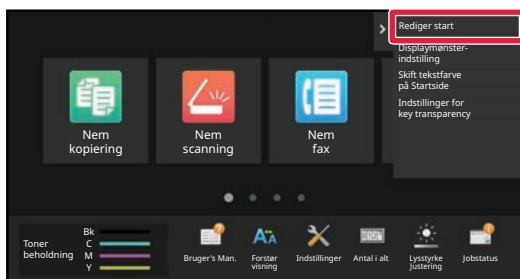 Rediger start
Displaymønster-
indstilling
Skift tekstfarve
på Startside
Indstillinger for
key transparency
Nem
kopiering
Nem
scanning
Nem
fax
Toner
beholdning
Bk
C
M
Y
Bruger's Man.
Forstør
visning
Indstillinger
Antal i alt
Lysstyrke
Justering
Jobstatus